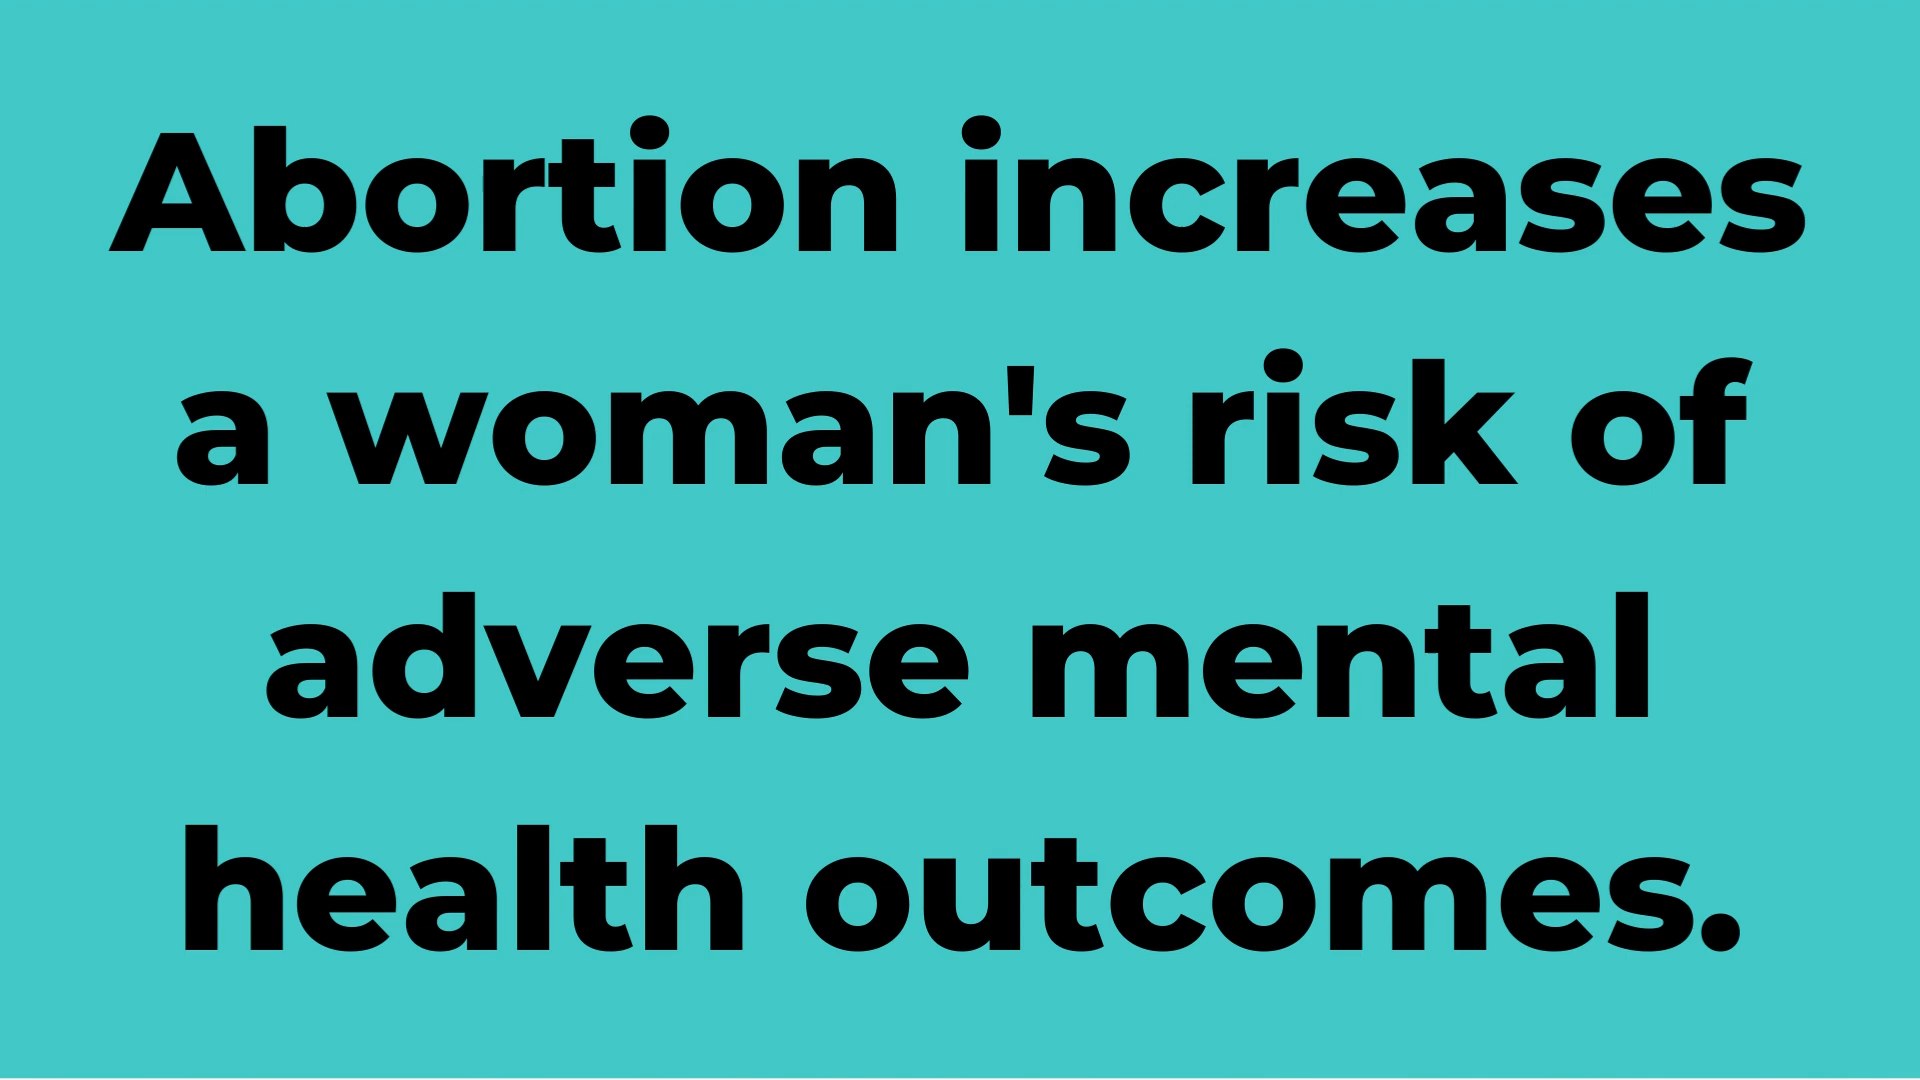 Abortion increases
a woman's risk of
adverse mental
health outcomes.